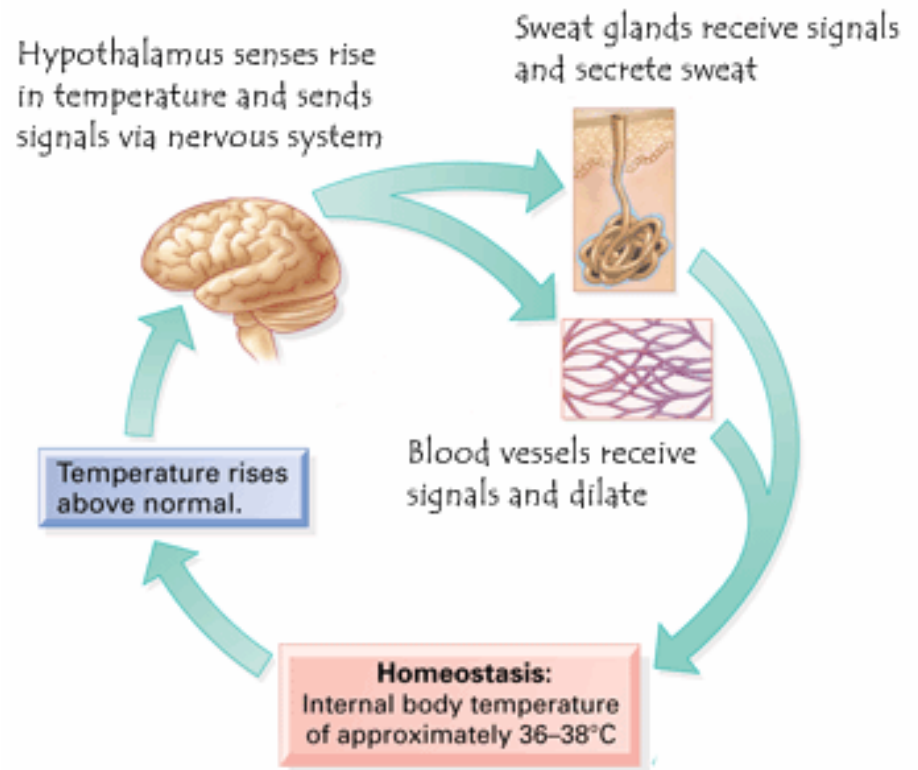 Hypothalamus senses rise
in temperature and sends
signals via nervous system
Sweat glands receive signals
and secrete sweat
Blood vessels receive
signals and dilate
Temperature rises
above normal.
Homeostasis:
Internal body temperature
of approximately 36–38°C